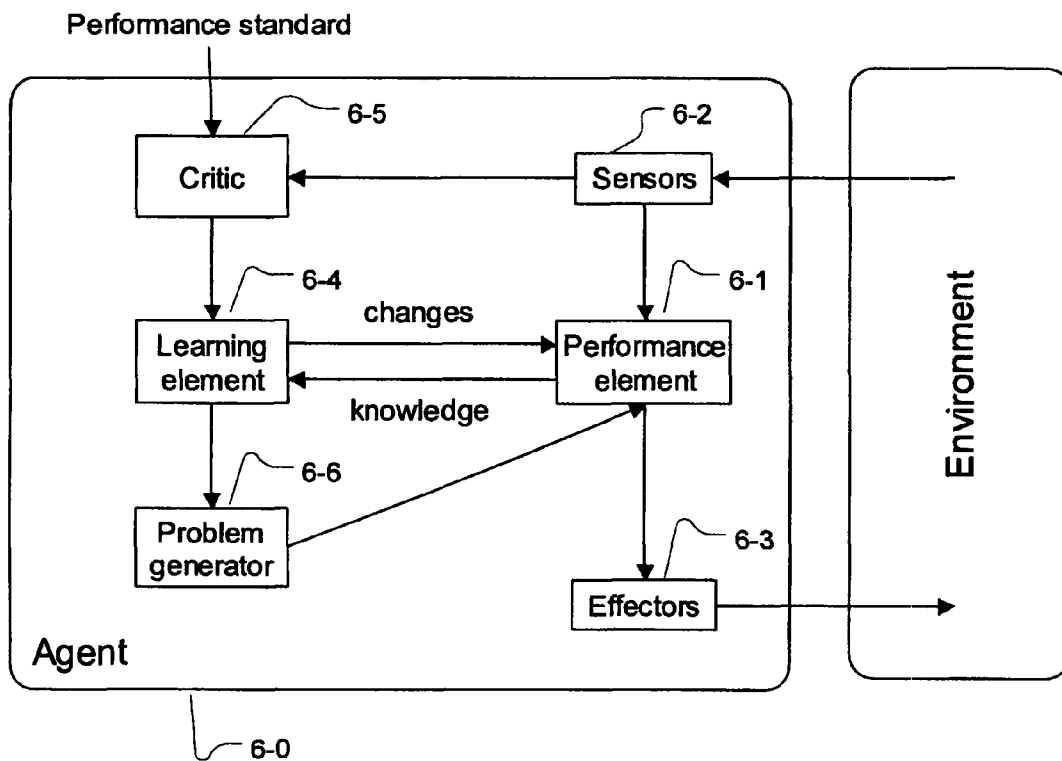 Performance standard
6-5
6-2
Critic
Sensors
6-4
6-1
changes
Learning
element
Performance
element
knowledge
6-6
Problem
generator
6-3
Effectors
Agent
6-0
Environment